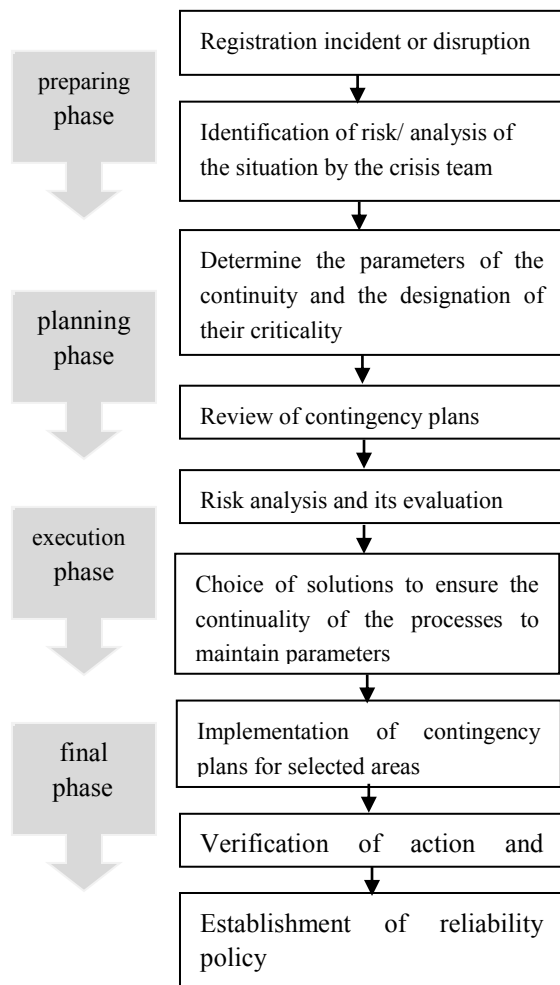 preparing
phase
Registration incident or disruption
Identification of risk/ analysis of
the situation by the crisis team
planning
phase
Determine the parameters of the
continuity and the designation of
their criticality
Review of contingency plans
execution
phase
Risk analysis and its evaluation
Choice of solutions to ensure the
continuality of the processes to
maintain parameters
final
phase
Implementation of contingency
plans for selected areas
Verification of action and
Establishment of reliability
policy